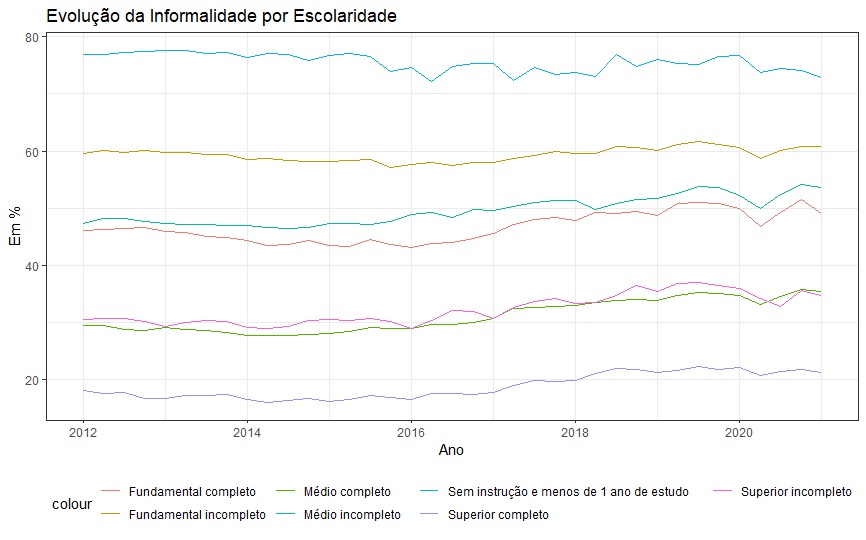 Evolução da Informalidade por Escolaridade
80
60
40
20
Em %
2012 2014 2016 2018 2020
Ano
colour
Fundamental completo Médio completo Sem instrução e menos de 1 ano de estudo Superior incompleto
Fundamental incompleto Médio incompleto Superior completo